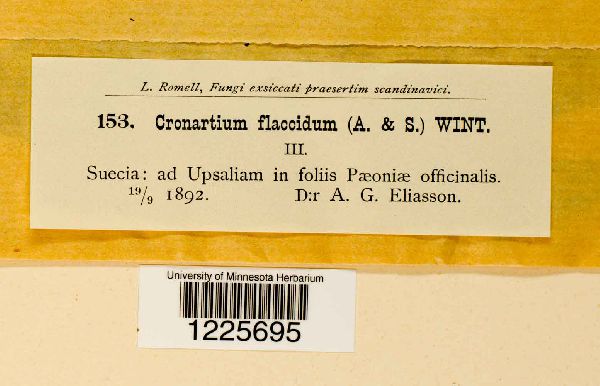 L. Romell, Fungi exsiccati præsertim scandinavici.
153. Cronartium flaccidum (A. & S.) WINT.
III.
Suecia: ad Upsaliam in foliis Pæoniæ officinalis.
19/9 1892. D:r A. G. Eliasson.
University of Minnesota Herbarium
1225695